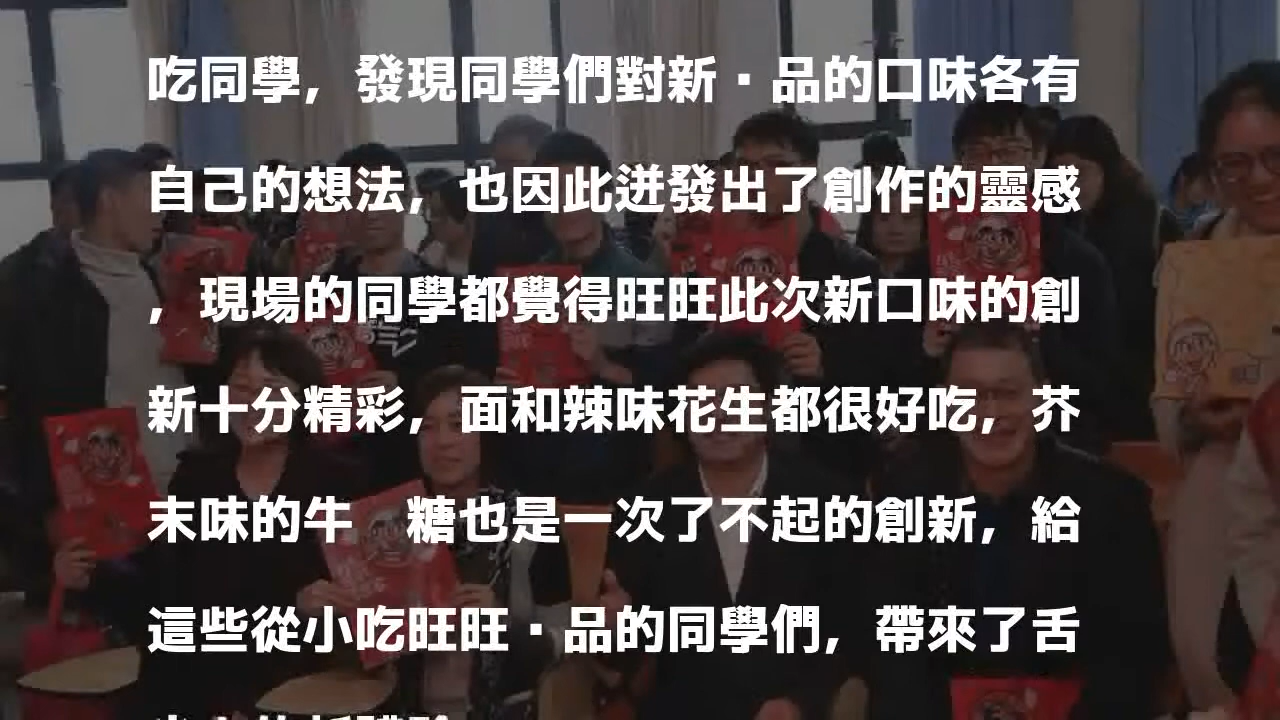 吃同學，發現同學們對新·品的口味各有
自己的想法，也因此迸發出了創作的靈感
，現場的同學都覺得旺旺此次新口味的創
新十分精彩，面和辣味花生都很好吃，芥
末味的牛 糖也是一次了不起的創新，給
這些從小吃旺旺·品的同學們，帶來了舌